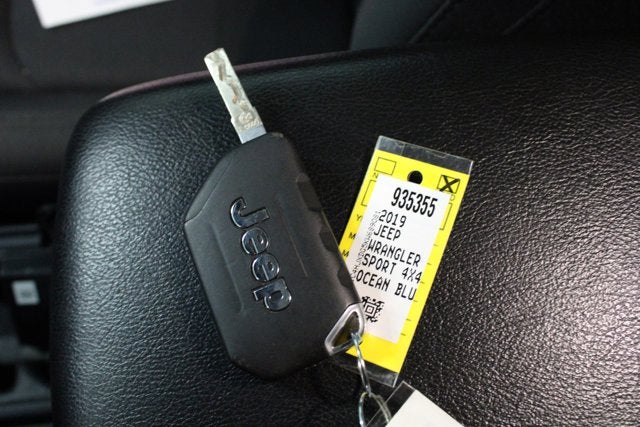 Jeep
N
X
935355
Y
2019
M
JEEP
M
WRANGLER
SPORT 4X4
OCEAN BLU